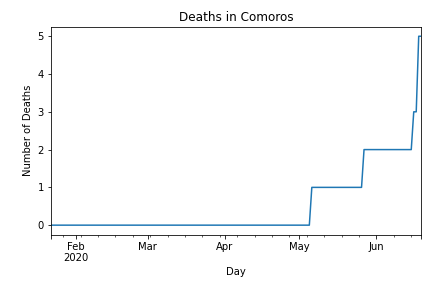 Deaths in Comoros
Number of Deaths
5
4
3
2
1
0
Feb
2020
Mar
Apr
May
Jun
Day